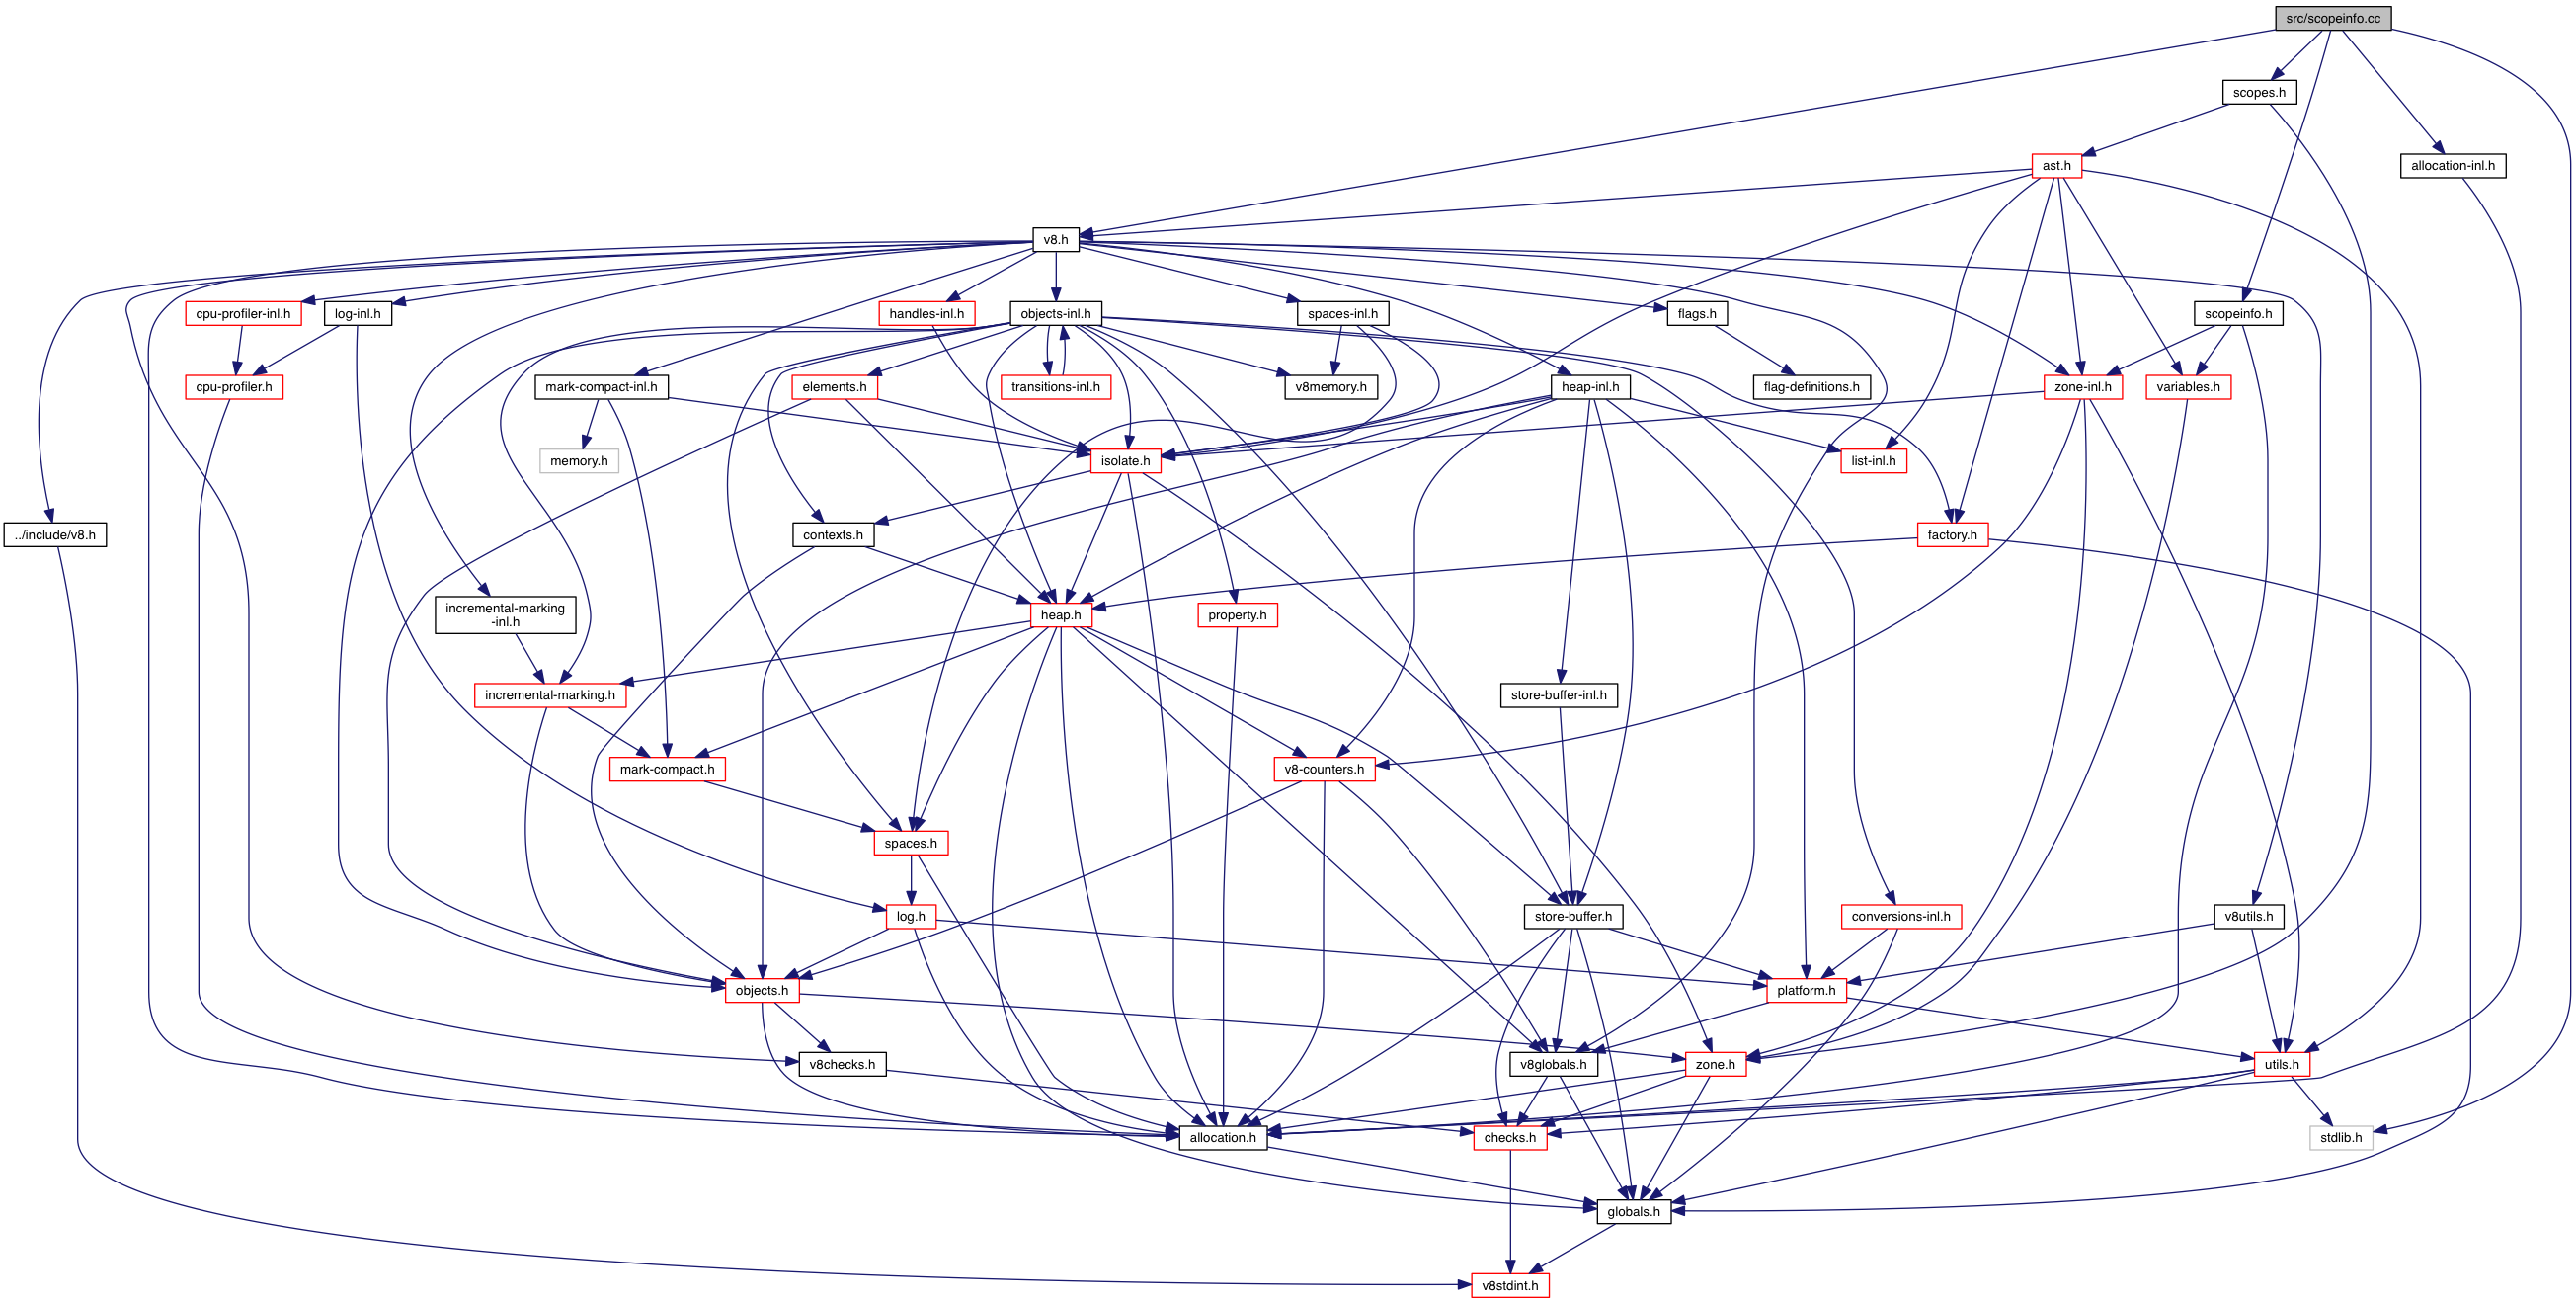 src/scopeinfo.cc
scopes.h
ast.h
allocation-inl.h
v8.h
cpu-profiler-inl.h
log-inl.h
handles-inl.h
objects-inl.h
spaces-inl.h
flags.h
scopeinfo.h
cpu-profiler.h
mark-compact-inl.h
elements.h
transitions-inl.h
v8memory.h
heap-inl.h
flag-definitions.h
zone-inl.h
variables.h
memory.h
isolate.h
list-inl.h
../include/v8.h
contexts.h
factory.h
incremental-marking
-inl.h
heap.h
property.h
incremental-marking.h
store-buffer-inl.h
mark-compact.h
v8-counters.h
spaces.h
log.h
store-buffer.h
conversions-inl.h
v8utils.h
objects.h
platform.h
v8checks.h
v8globals.h
zone.h
utils.h
allocation.h
checks.h
stdlib.h
globals.h
v8stdint.h